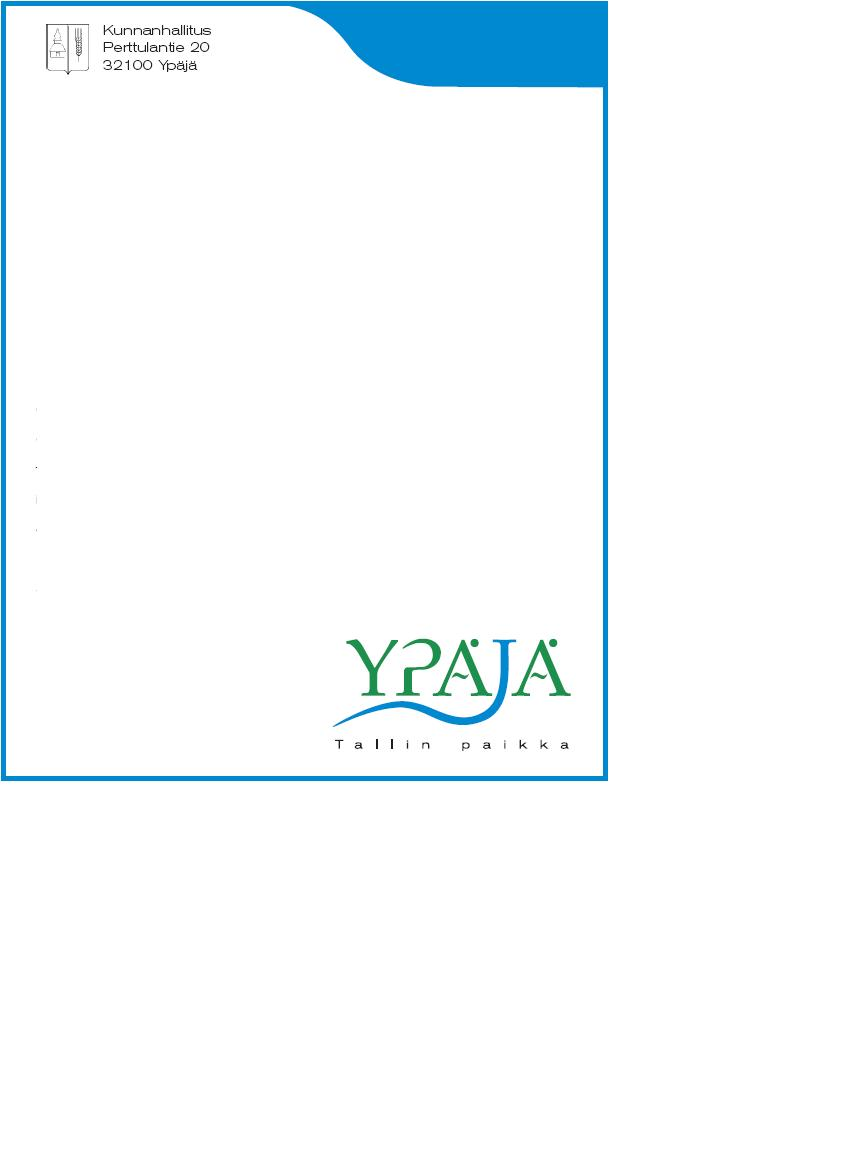 Kunnanhallitus
Perttulantie 20
32100 Ypäjä
YPÄJÄ
Tallin paikka